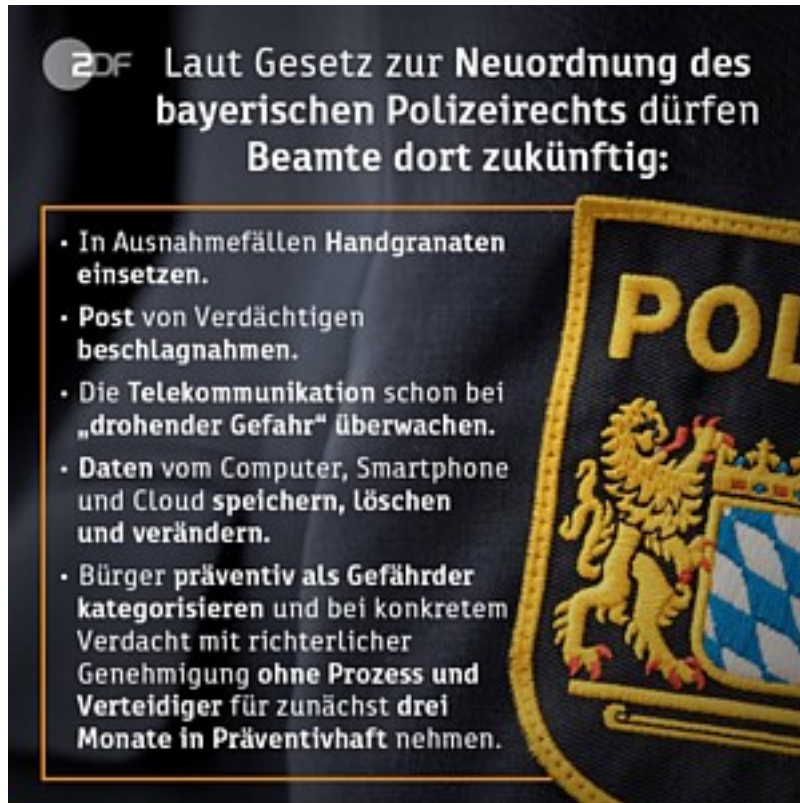 ZDF
Laut Gesetz zur Neuordnung des
bayerischen Polizeirechts dürfen
Beamte dort zukünftig:
· In Ausnahmefällen Handgranaten
einsetzen.
· Post von Verdächtigen
beschlagnahmen.
· Die Telekommunikation schon bei
„drohender Gefahr“ überwachen.
· Daten vom Computer, Smartphone
und Cloud speichern, löschen
und verändern.
· Bürger präventiv als Gefährder
kategorisieren und bei konkretem
Verdacht mit richterlicher
Genehmigung ohne Prozess und
Verteidiger für zunächst drei
Monate in Präventivhaft nehmen.
POL